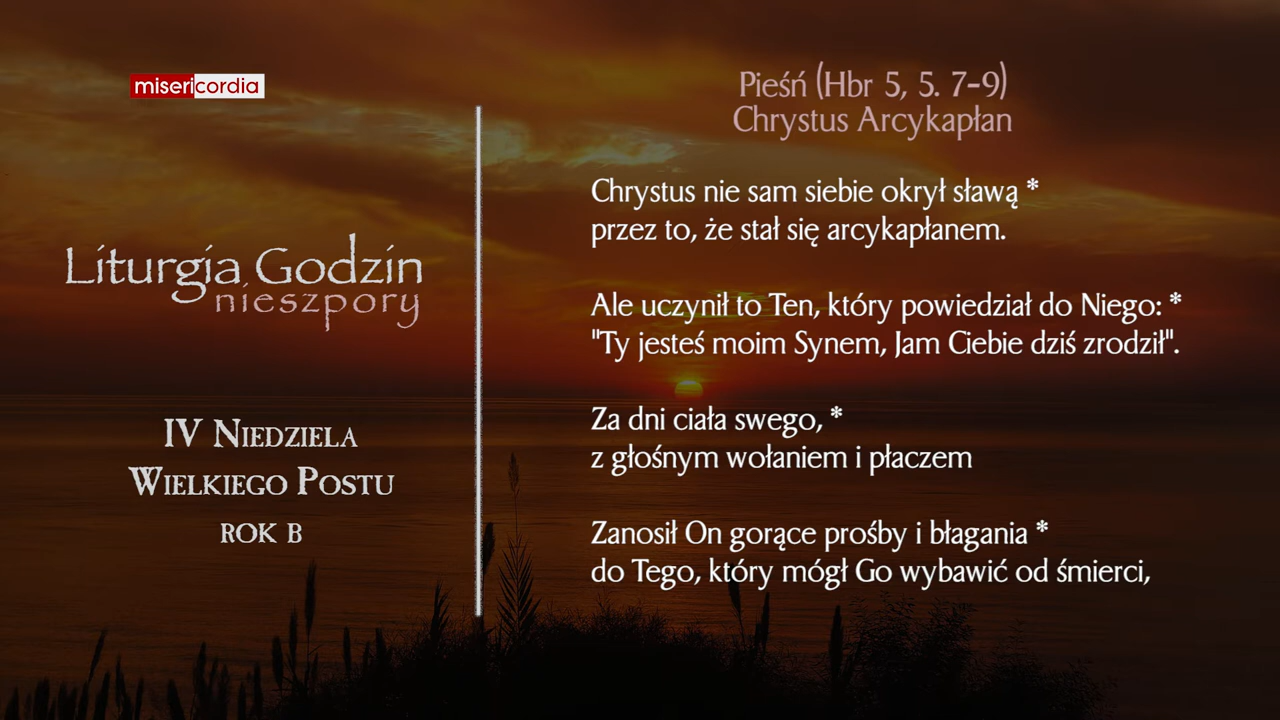 misericordia
Liturgia Godzin
nieszpory
IV Niedziela
Wielkiego Postu
rok B
Pieśń (Hbr 5, 5. 7-9)
Chrystus Arcykapłan
Chrystus nie sam siebie okrył sławą *
przez to, że stał się arcykapłanem.
Ale uczynił to Ten, który powiedział do Niego: *
"Ty jesteś moim Synem, Jam Ciebie dziś zrodził".
Za dni ciała swego, *
z głośnym wołaniem i płaczem
Zanosił On gorące prośby i błagania *
do Tego, który mógł Go wybawić od śmierci,